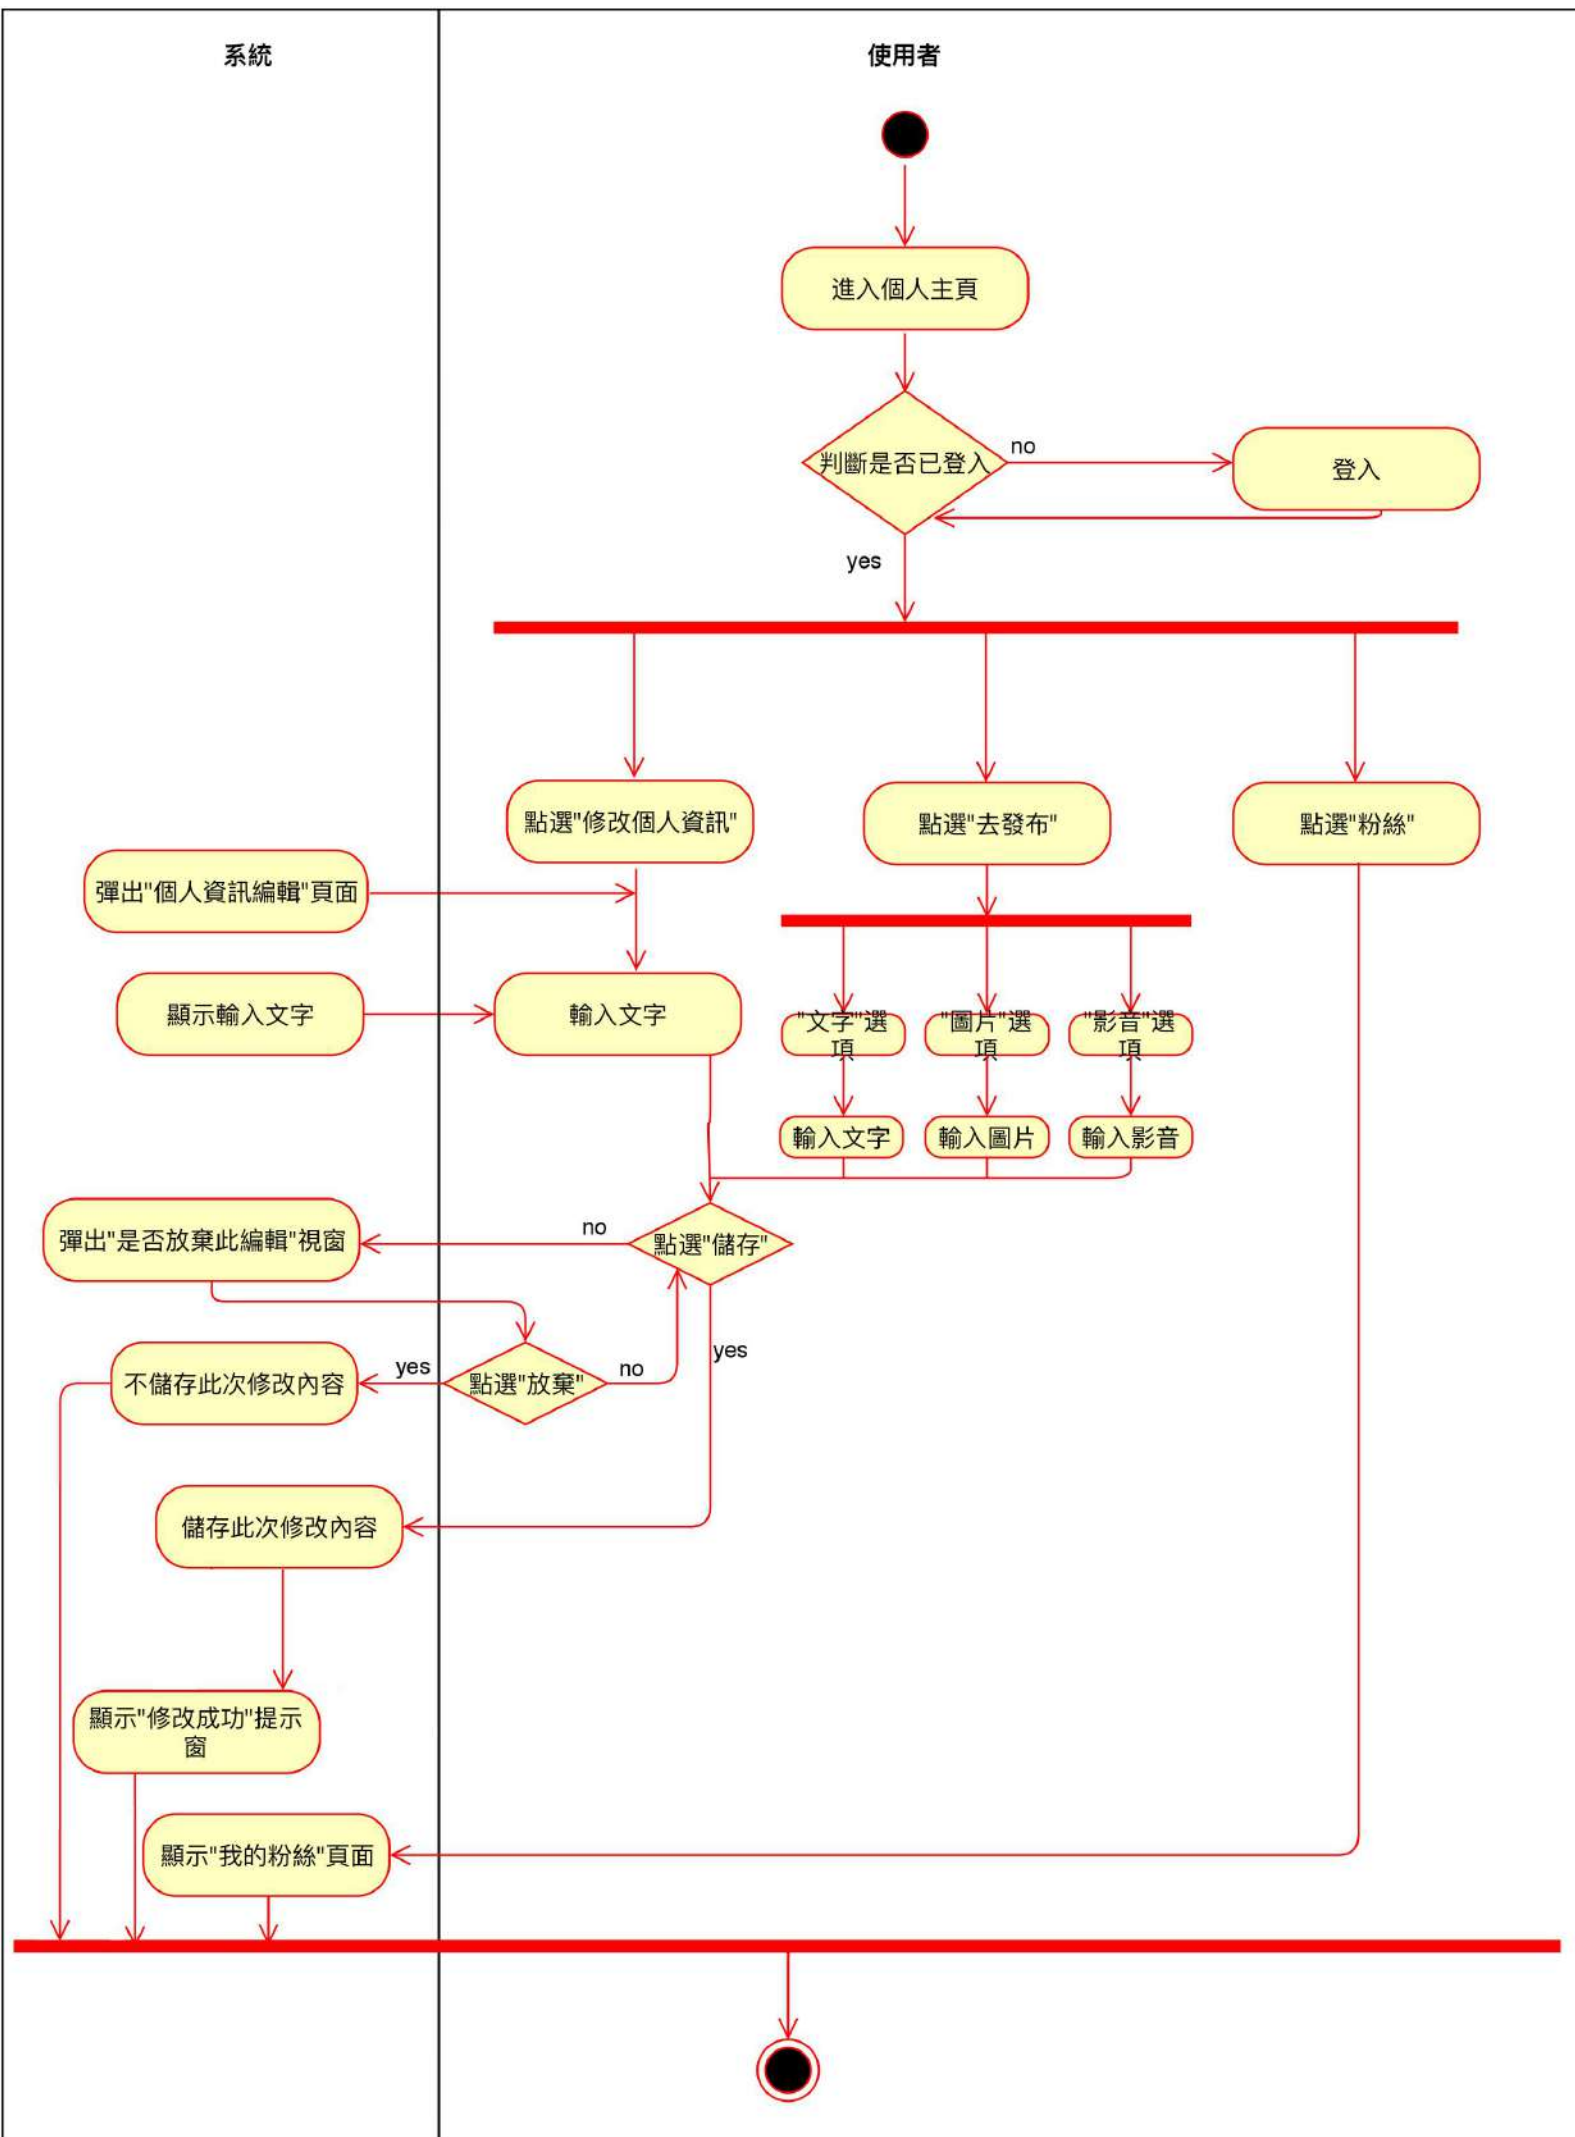 系統
使用者
進入個人主頁
判斷是否已登入
no
登入
yes
點選"修改個人資訊"
點選"去發布"
點選"粉絲"
彈出"個人資訊編輯"頁面
顯示輸入文字
輸入文字
"文字"選
項
"圖片"選
項
"影音"選
項
輸入文字
輸入圖片
輸入影音
彈出"是否放棄此編輯"視窗
no
點選"儲存"
不儲存此次修改內容
yes
點選"放棄"
no
yes
儲存此次修改內容
顯示"修改成功"提示
窗
顯示"我的粉絲"頁面